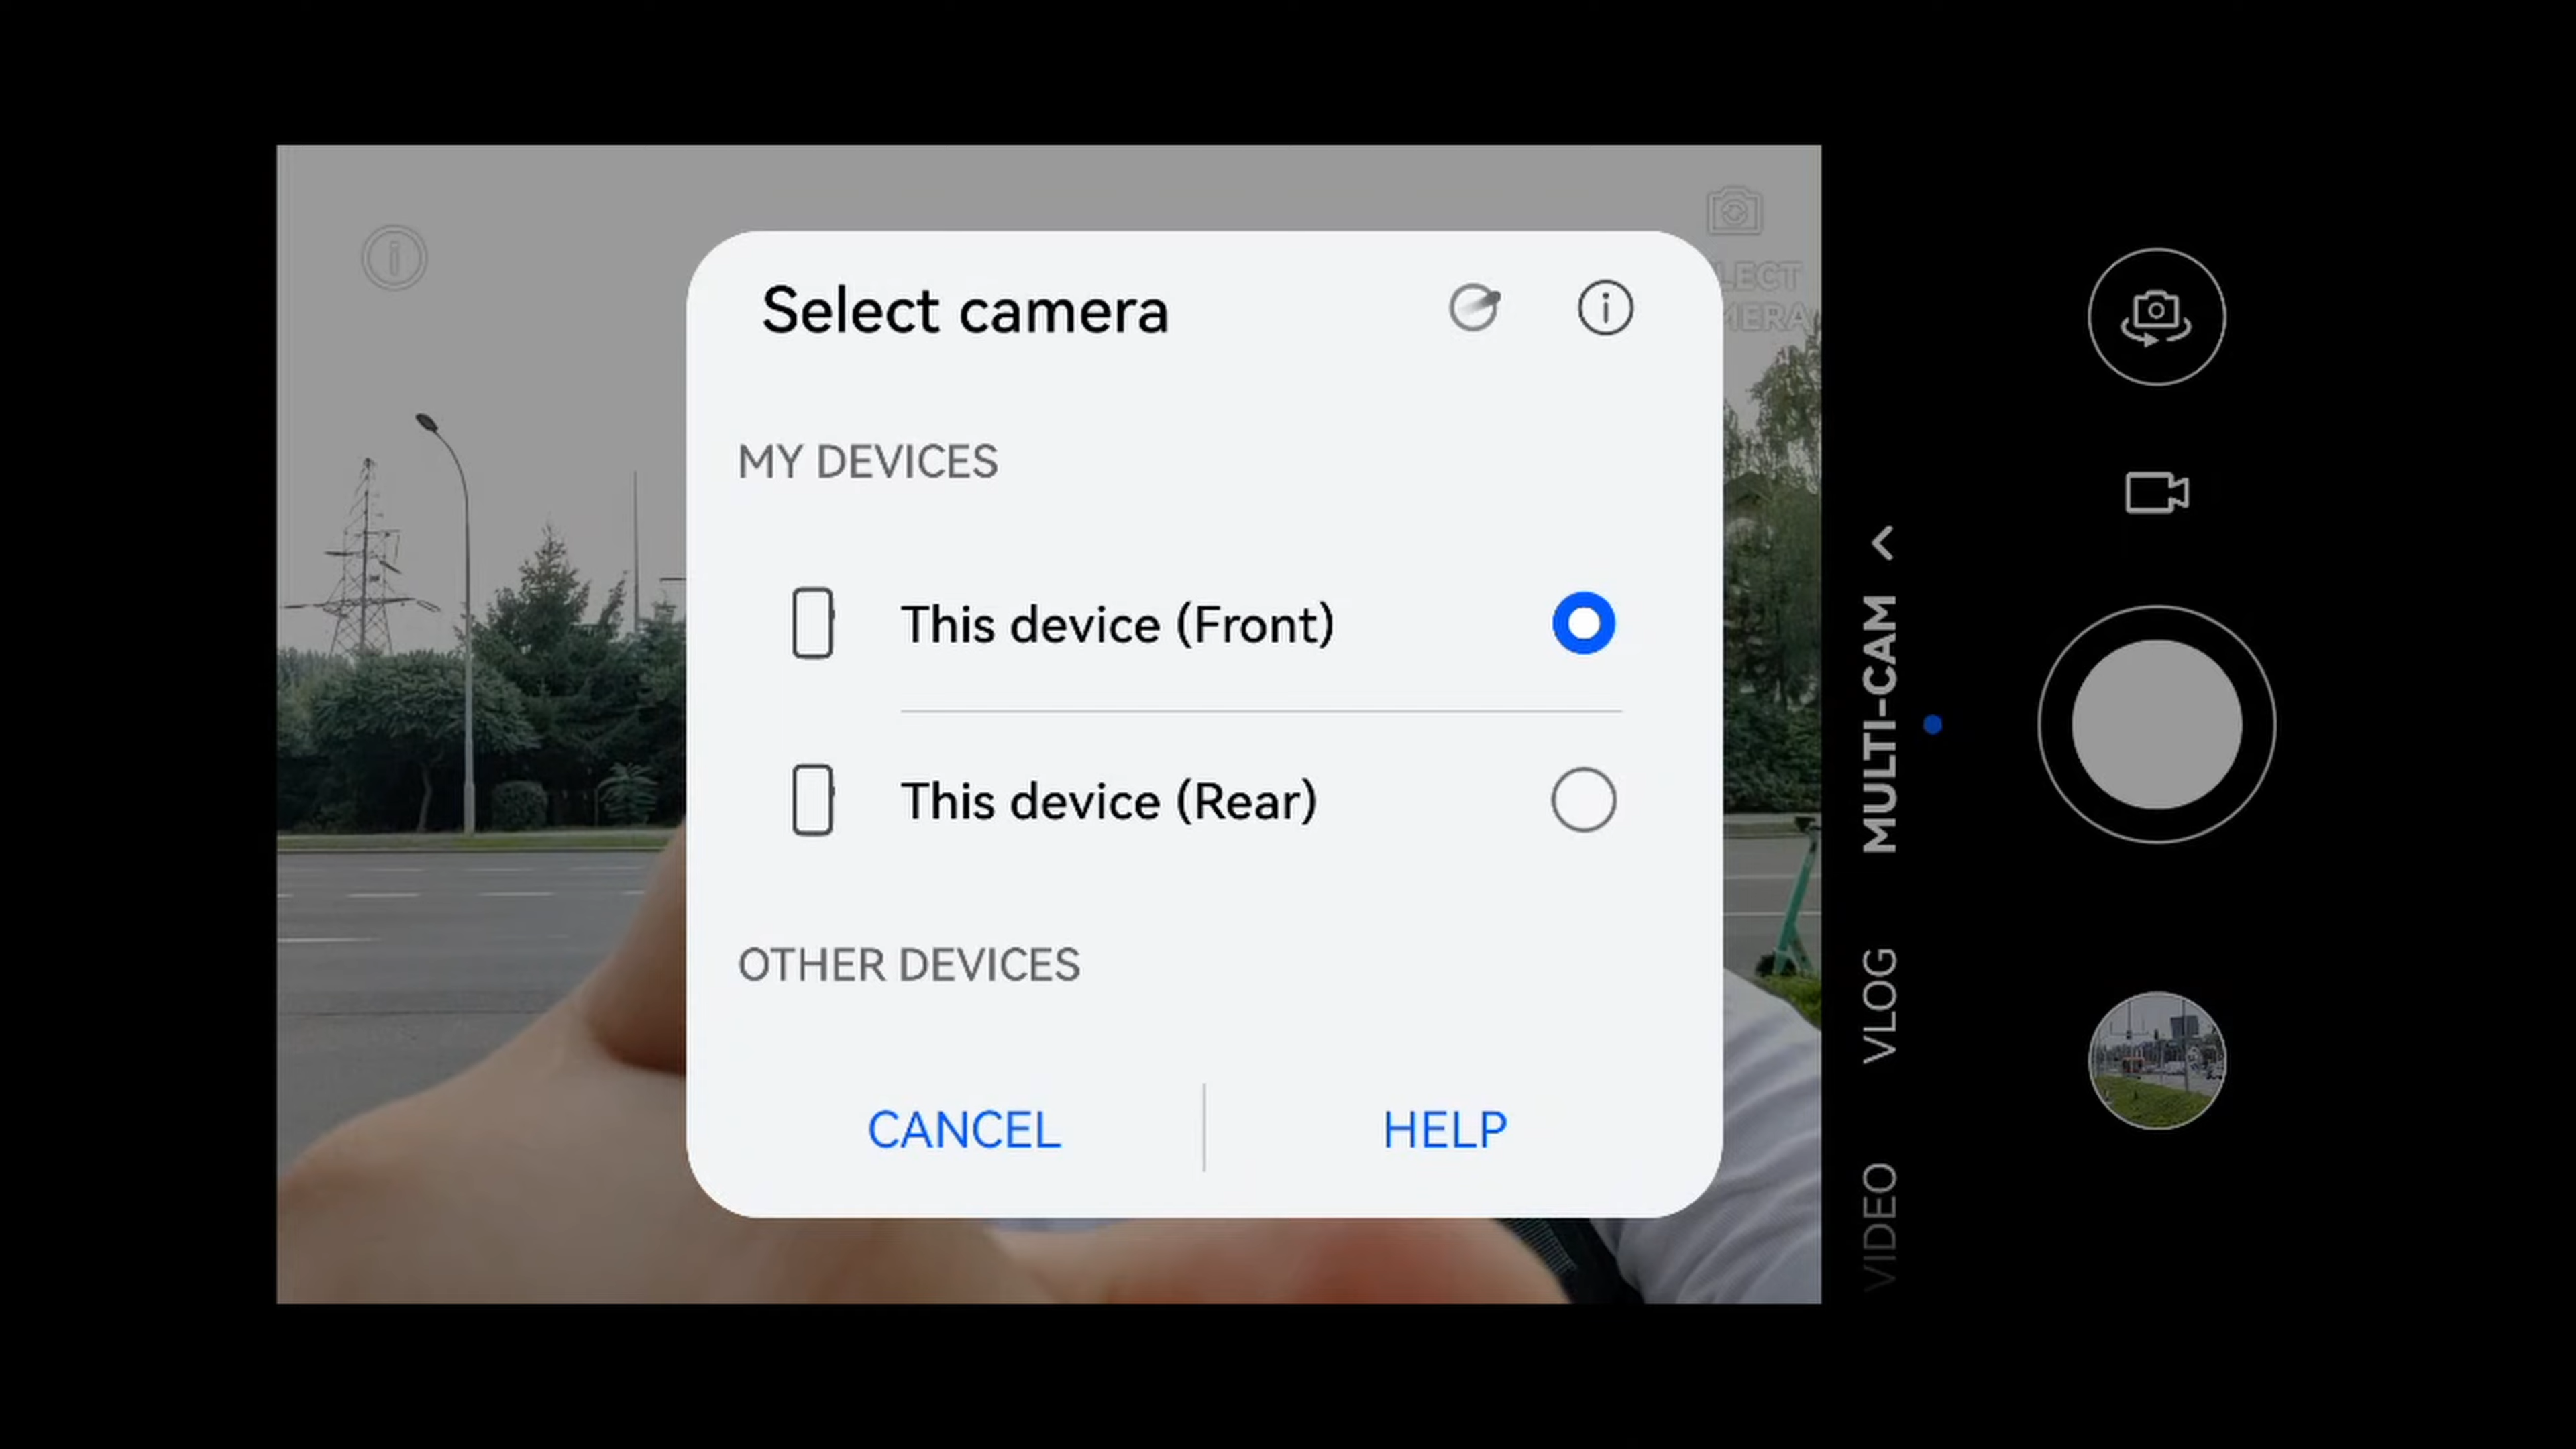 Select camera
MY DEVICES
This device (Front)
This device (Rear)
OTHER DEVICES
CANCEL
HELP
MULTI-CAM
VLOG
VIDEO